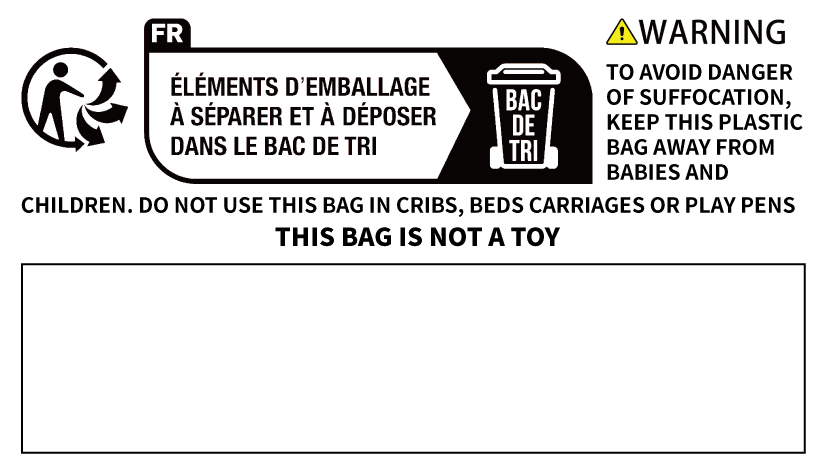 FR
ÉLÉMENTS D'EMBALLAGE
À SÉPARER ET À DÉPOSER
DANS LE BAC DE TRI
BAC
DE
TRI
WARNING
TO AVOID DANGER
OF SUFFOCATION,
KEEP THIS PLASTIC
BAG AWAY FROM
BABIES AND
CHILDREN. DO NOT USE THIS BAG IN CRIBS, BEDS CARRIAGES OR PLAY PENS
THIS BAG IS NOT A TOY